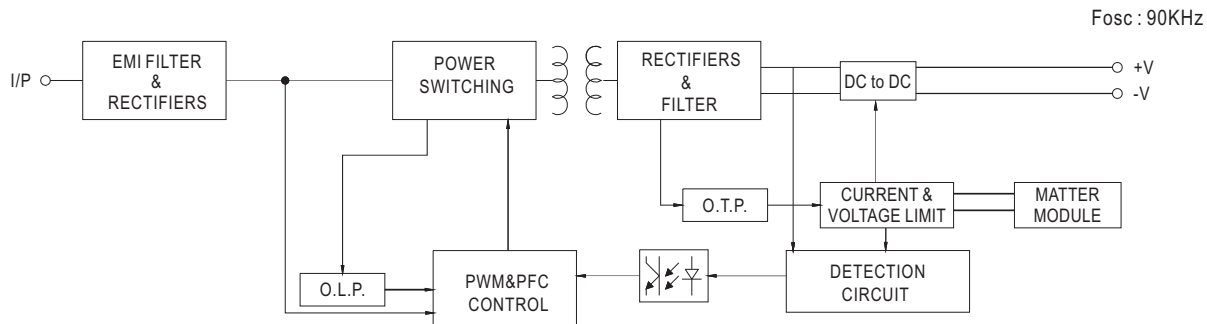 Fosc : 90KHz
I/P
EMI FILTER
&
RECTIFIERS
POWER
SWITCHING
RECTIFIERS
&
FILTER
DC to DC
+V
-V
O.T.P.
CURRENT &
VOLTAGE LIMIT
MATTER
MODULE
O.L.P.
PWM&PFC
CONTROL
DETECTION
CIRCUIT